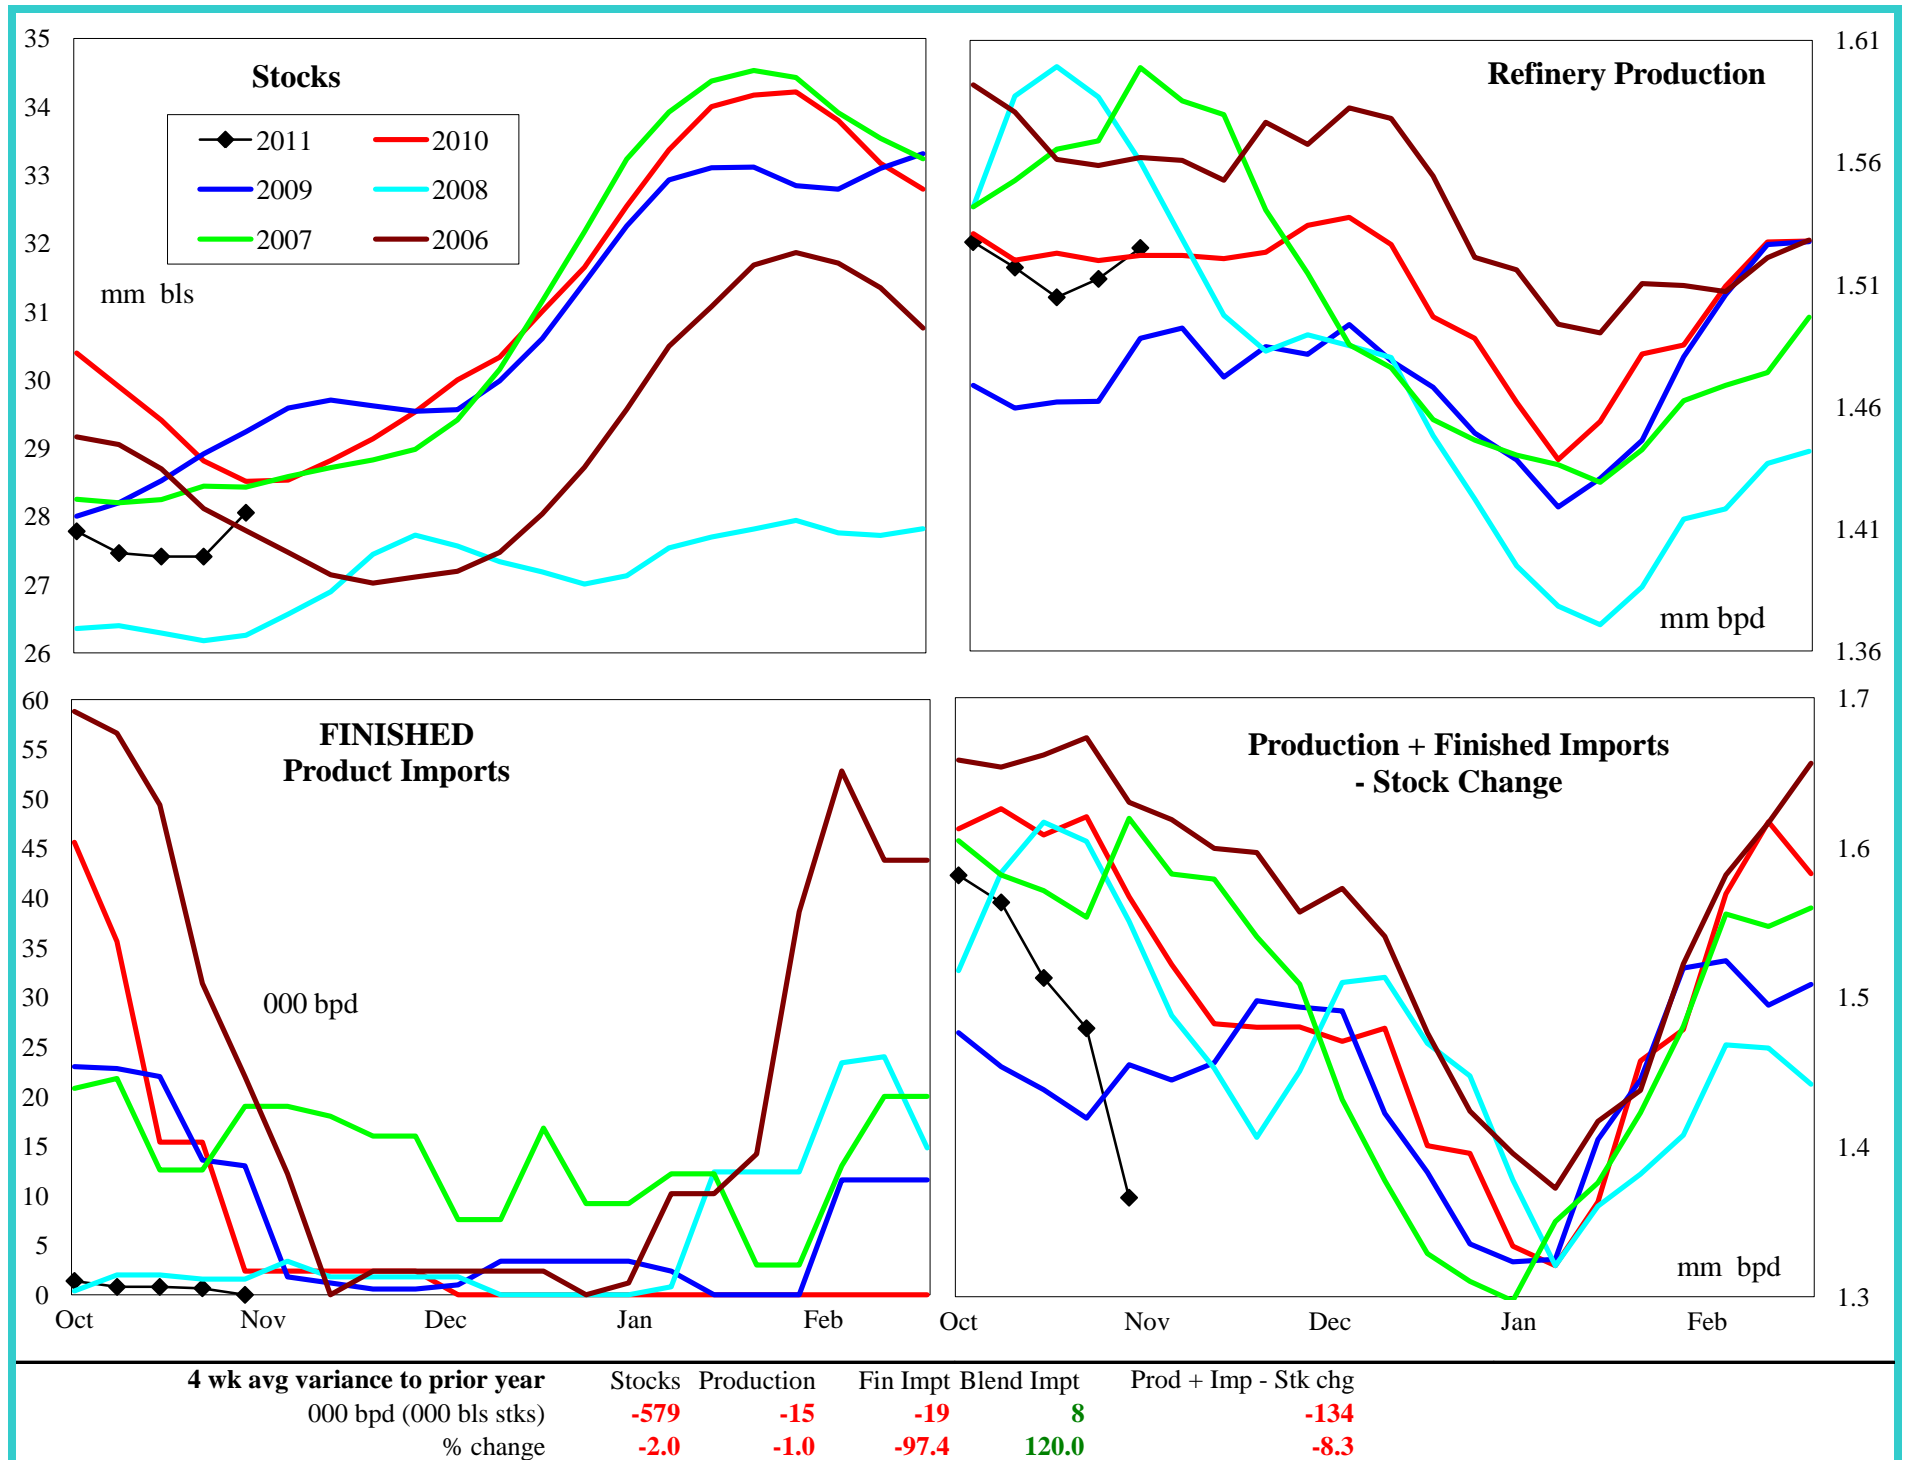 Stocks
2011 2010
2009 2008
2007 2006
mm bls
35
34
33
32
31
30
29
28
27
26
Refinery Production
mm bpd
1.61
1.56
1.51
1.46
1.41
1.36
FINISHED
Product Imports
000 bpd
60
55
50
45
40
35
30
25
20
15
10
5
0
Oct Nov Dec Jan Feb
Production + Finished Imports
- Stock Change
mm bpd
1.7
1.6
1.5
1.4
1.3
Oct Nov Dec Jan Feb
4 wk avg variance to prior year Stocks Production Fin Impt Blend Impt Prod + Imp - Stk chg
000 bpd (000 bls stks) -579 -15 -19 8 -134
% change -2.0 -1.0 -97.4 120.0 -8.3